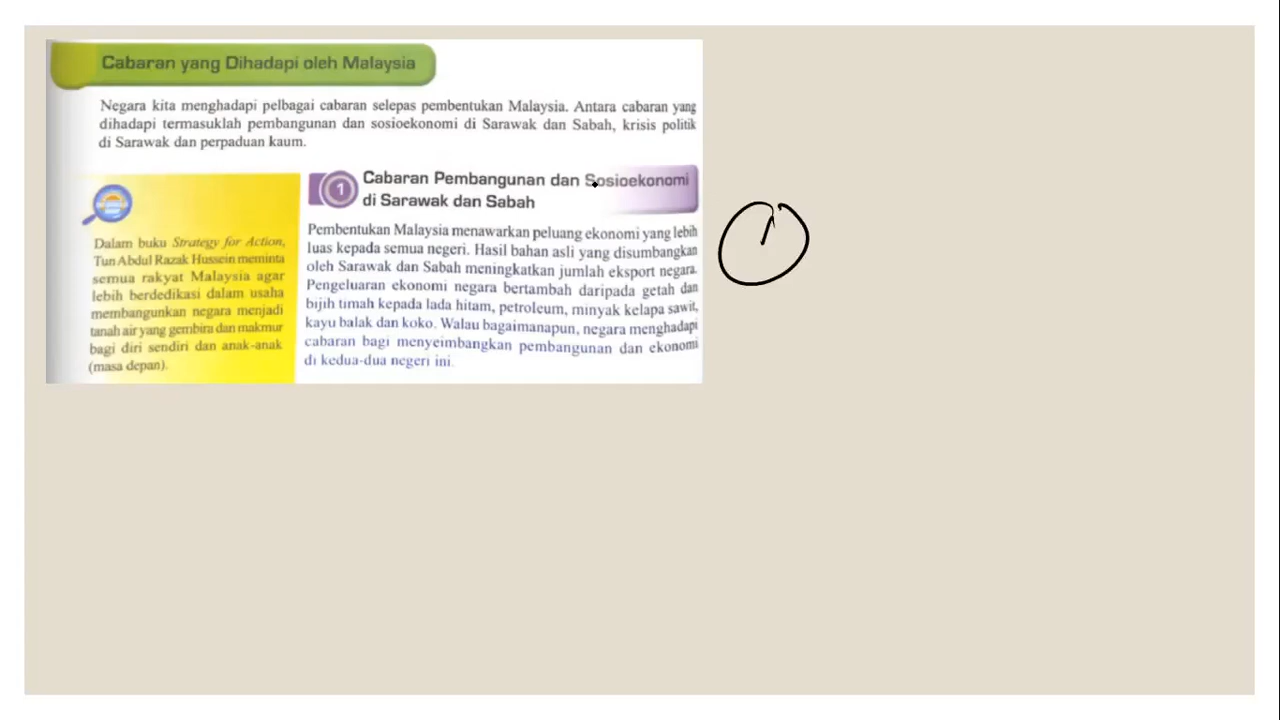 Cabaran yang Dihadapi oleh Malaysia
Negara kita menghadapi pelbagai cabaran selepas pembentukan Malaysia. Antara cabaran yang
dihadapi termasuklah pembangunan dan sosioekonomi di Sarawak dan Sabah, krisis politik
di Sarawak dan perpaduan kaum.
1
Cabaran Pembangunan dan Sosioekonomi
di Sarawak dan Sabah
Pembentukan Malaysia menawarkan peluang ekonomi yang lebih
luas kepada semua negeri. Hasil bahan asli yang disumbangkan
oleh Sarawak dan Sabah meningkatkan jumlah eksport negara.
Pengeluaran ekonomi negara bertambah daripada getah dan
bijih timah kepada lada hitam, petroleum, minyak kelapa sawit,
kayu balak dan koko. Walau bagaimanapun, negara menghadapi
cabaran bagi menyeimbangkan pembangunan dan ekonomi
di kedua-dua negeri ini.
Dalam buku Strategy for Action,
Tun Abdul Razak Hussein meminta
semua rakyat Malaysia agar
lebih berdedikasi dalam usaha
membangunkan negara menjadi
tanah air yang gembira dan makmur
bagi diri sendiri dan anak-anak
(masa depan).